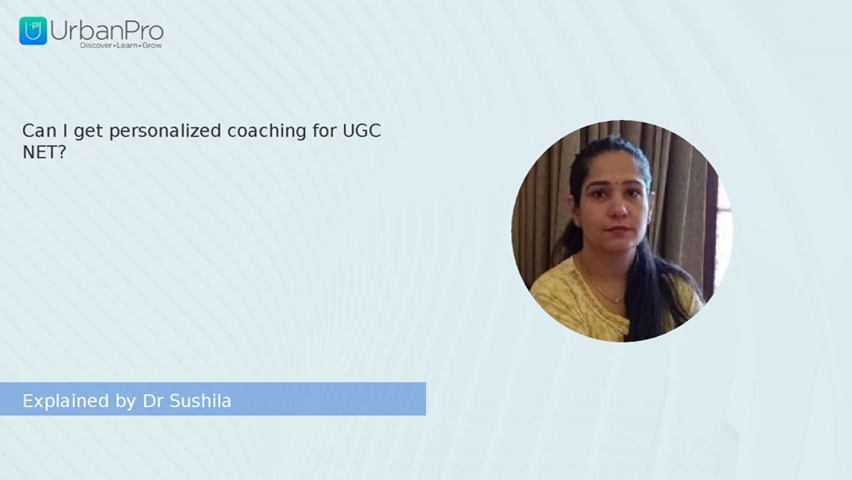 UrbanPro
Discover•Learn•Grow
Can I get personalized coaching for UGC
NET?
Explained by Dr Sushila